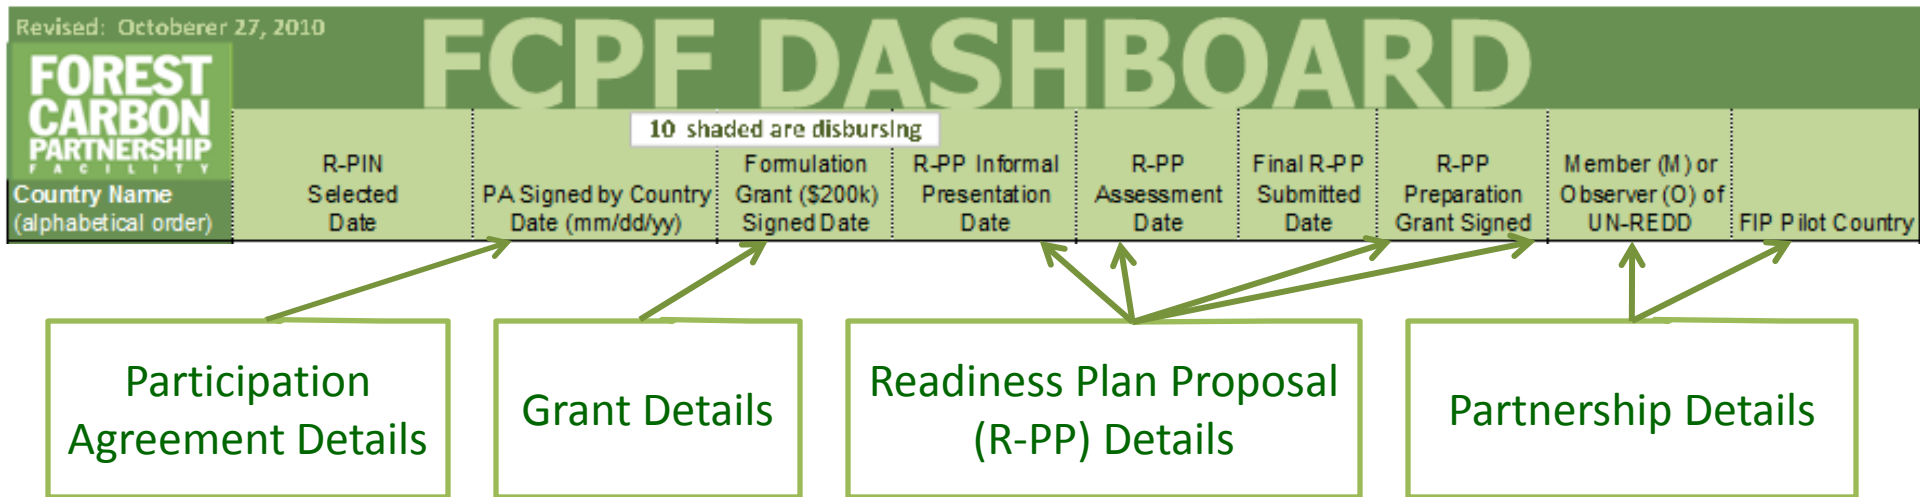 Revised: Octoberer 27, 2010
FCPF DASHBOARD
FOREST
CARBON
PARTNERSHIP
FACILITY
Country Name
(alphabetical order)
R-PIN
Selected
Date
PA Signed by Country
Date (mm/dd/yy)
10 shaded are disbursing
Formulation
Grant ($200k)
Signed Date
R-PP Informal
Presentation
Date
R-PP
Assessment
Date
Final R-PP
Submitted
Date
R-PP
Preparation
Grant Signed
Member (M) or
Observer (O) of
UN-REDD
FIP Pilot Country
Participation
Agreement Details
Grant Details
Readiness Plan Proposal
(R-PP) Details
Partnership Details